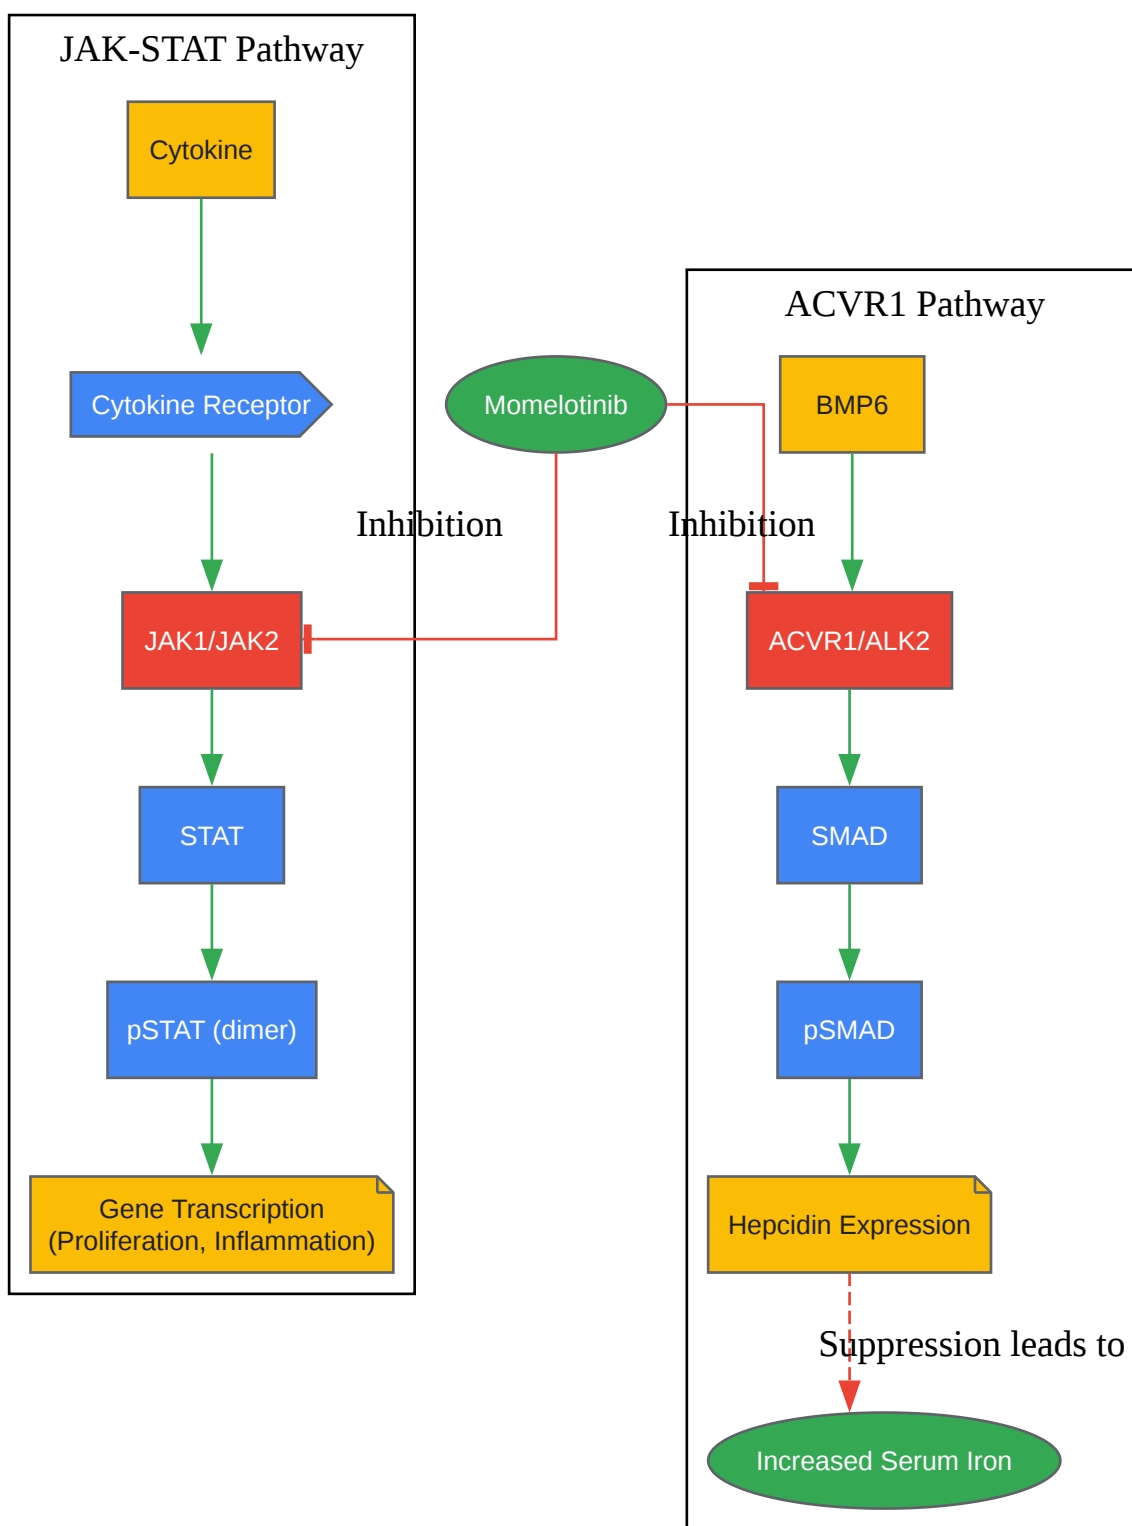 JAK-STAT Pathway
Cytokine
Cytokine Receptor
JAK1/JAK2
STAT
pSTAT (dimer)
Gene Transcription
(Proliferation, Inflammation)
Momelotinib
Inhibition
Inhibition
ACVR1 Pathway
BMP6
ACVR1/ALK2
SMAD
pSMAD
Hepcidin Expression
Suppression leads to
Increased Serum Iron